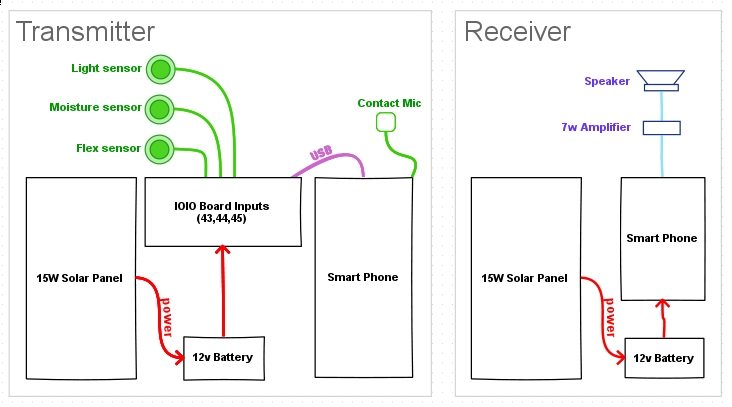 Transmitter
Light sensor
Moisture sensor
Flex sensor
Contact Mic
USB
IOIO Board Inputs
(43,44,45)
15W Solar Panel
Smart Phone
power
12v Battery
Receiver
Speaker
7w Amplifier
15W Solar Panel
Smart Phone
power
12v Battery